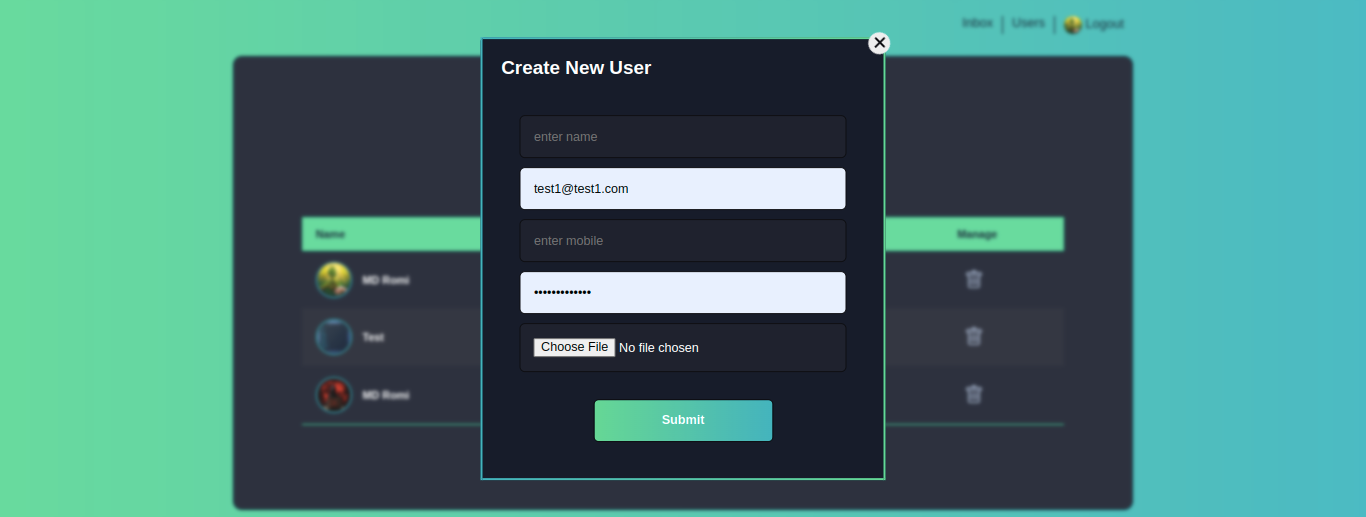 Inbox | Users | Logout
Create New User
enter name
test1@test1.com
enter mobile
•••••••••••••
Choose File No file chosen
Submit
Name Manage
MD Romi
Test
MD Romi